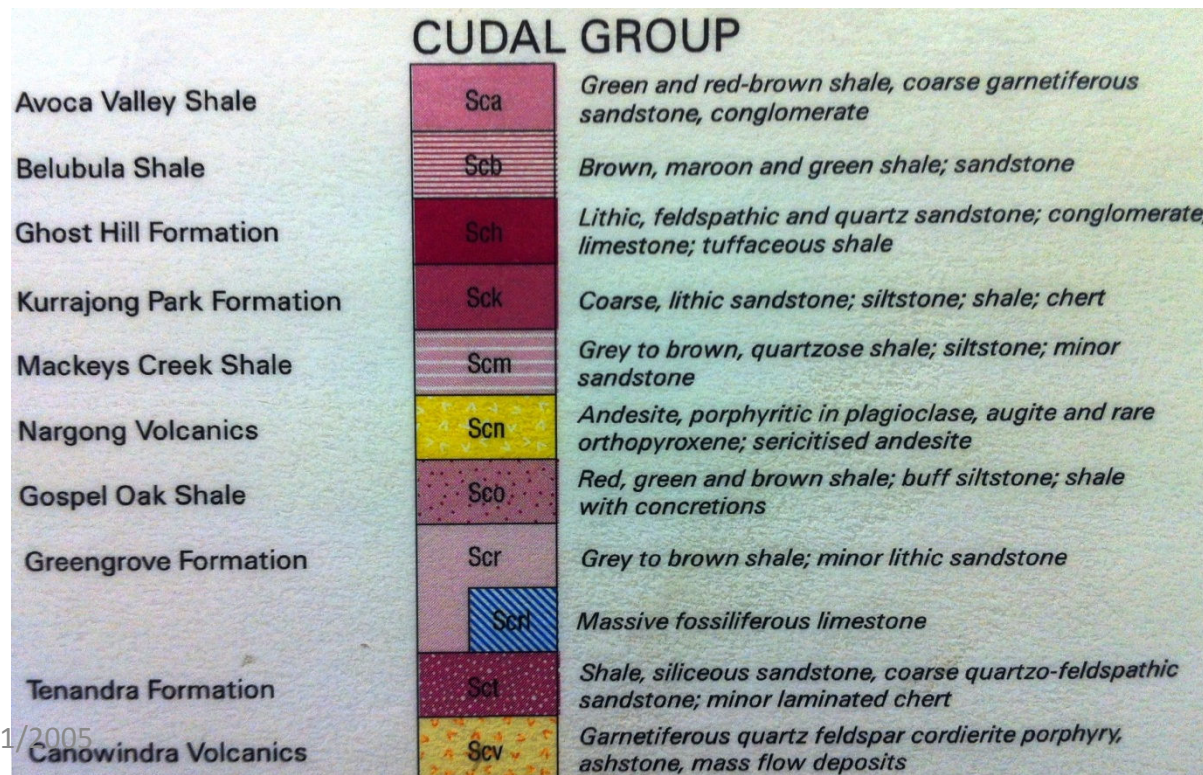 CUDAL GROUP
Avoca Valley Shale
Sca
Green and red-brown shale, coarse garnetiferous
sandstone, conglomerate
Belubula Shale
Scb
Brown, maroon and green shale; sandstone
Ghost Hill Formation
Sch
Lithic, feldspathic and quartz sandstone; conglomerate,
limestone; tuffaceous shale
Kurrajong Park Formation
Sck
Coarse, lithic sandstone; siltstone; shale; chert
Mackeys Creek Shale
Scm
Grey to brown, quartzose shale; siltstone; minor
sandstone
Nargong Volcanics
Scn
Andesite, porphyritic in plagioclase, augite and rare
orthopyroxene; sericitised andesite
Gospel Oak Shale
Sco
Red, green and brown shale; buff siltstone; shale
with concretions
Greengrove Formation
Scr
Grey to brown shale; minor lithic sandstone
Scrl
Massive fossiliferous limestone
Tenandra Formation
Sct
Shale, siliceous sandstone, coarse quartzo-feldspathic
sandstone; minor laminated chert
1/2005
Canowindra Volcanics
Scv
Garnetiferous quartz feldspar cordierite porphyry,
ashstone, mass flow deposits